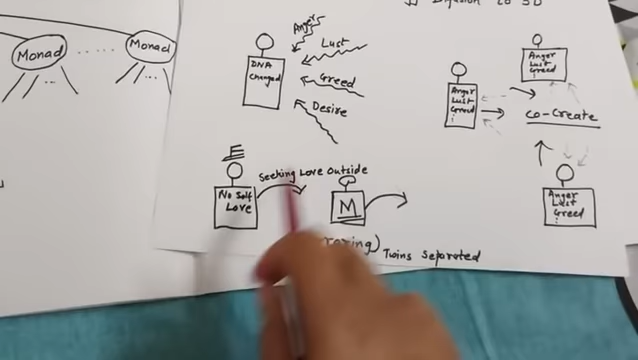 Monad
Monad
DNA
Changed
Anger
Lust
Greed
Desire
Anger
Lust
Greed
Anger
Lust
Greed
Co-Create
Anger
Lust
Greed
No Self
Love
Seeking Love Outside
M
Twins Separated